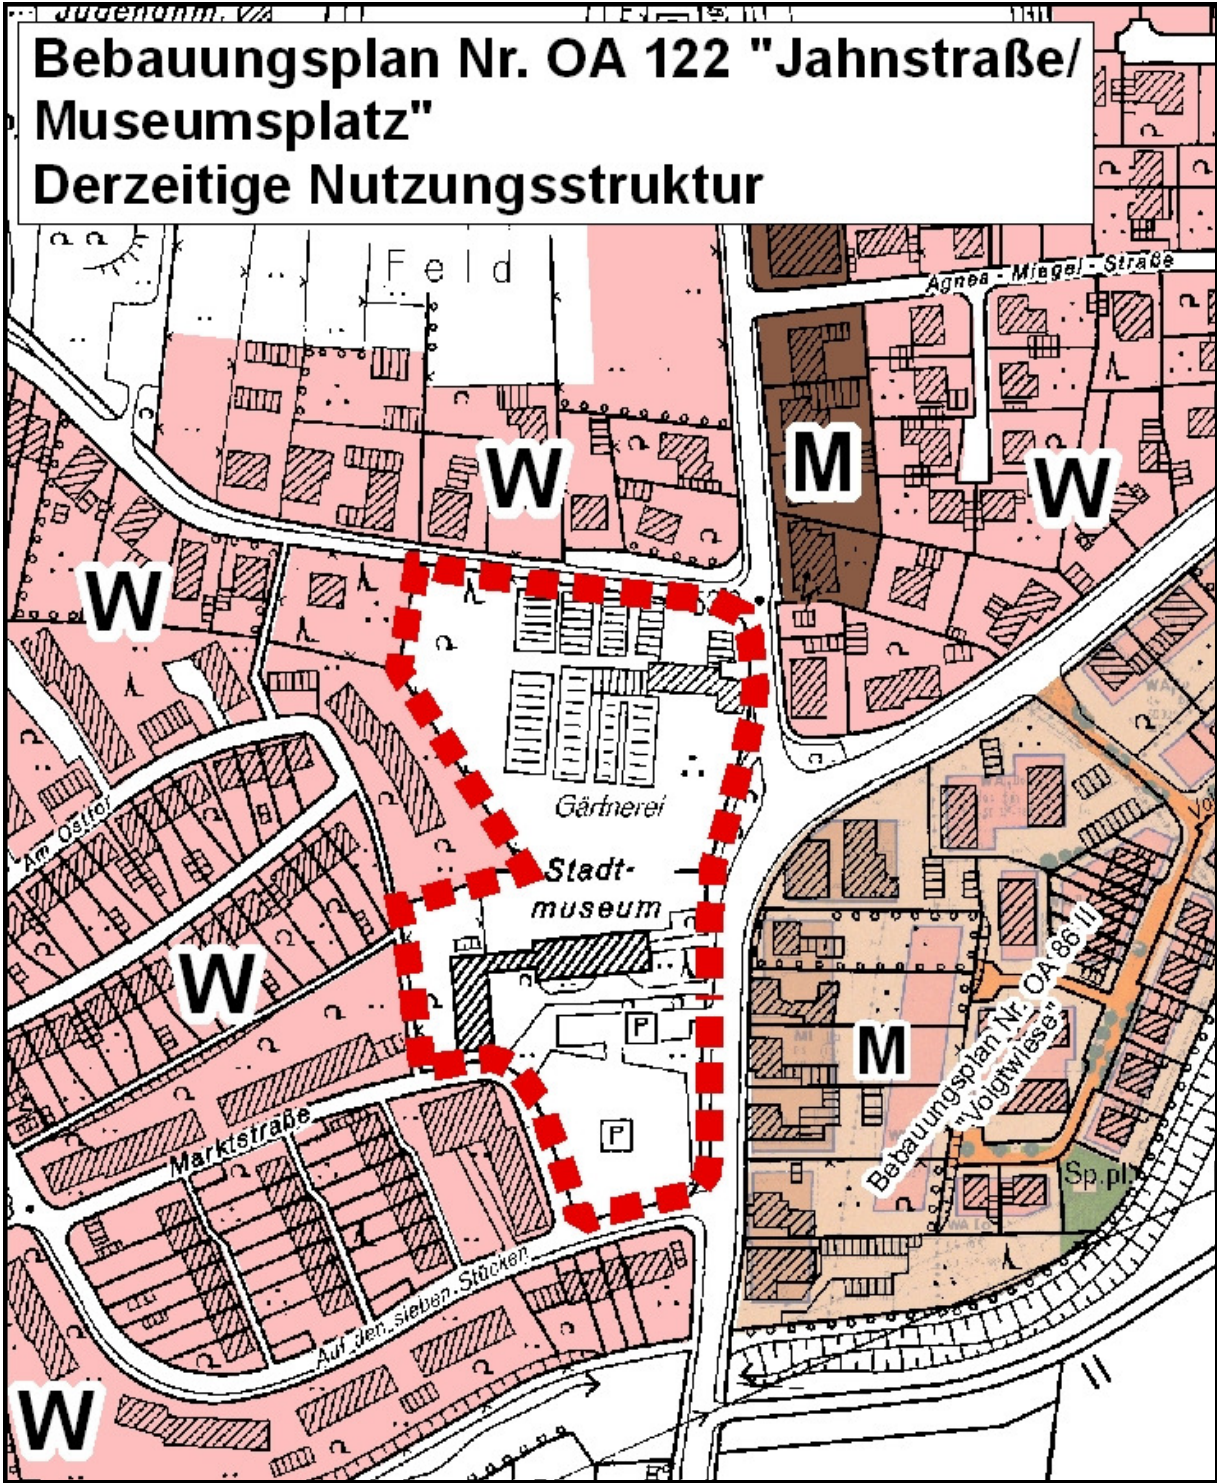 Bebauungsplan Nr. OA 122 "Jahnstraße/
Museumsplatz"
Derzeitige Nutzungsstruktur
Feld
Agnes-Miegel-Straße
W
M
W
W
Gärtnerei
Am Osttor
Stadt-
museum
W
P
M
Bebauungsplan Nr. OA 86 II
"Voigtwiese"
Marktstraße
P
Sp.pl.
Auf den sieben Stücken
W